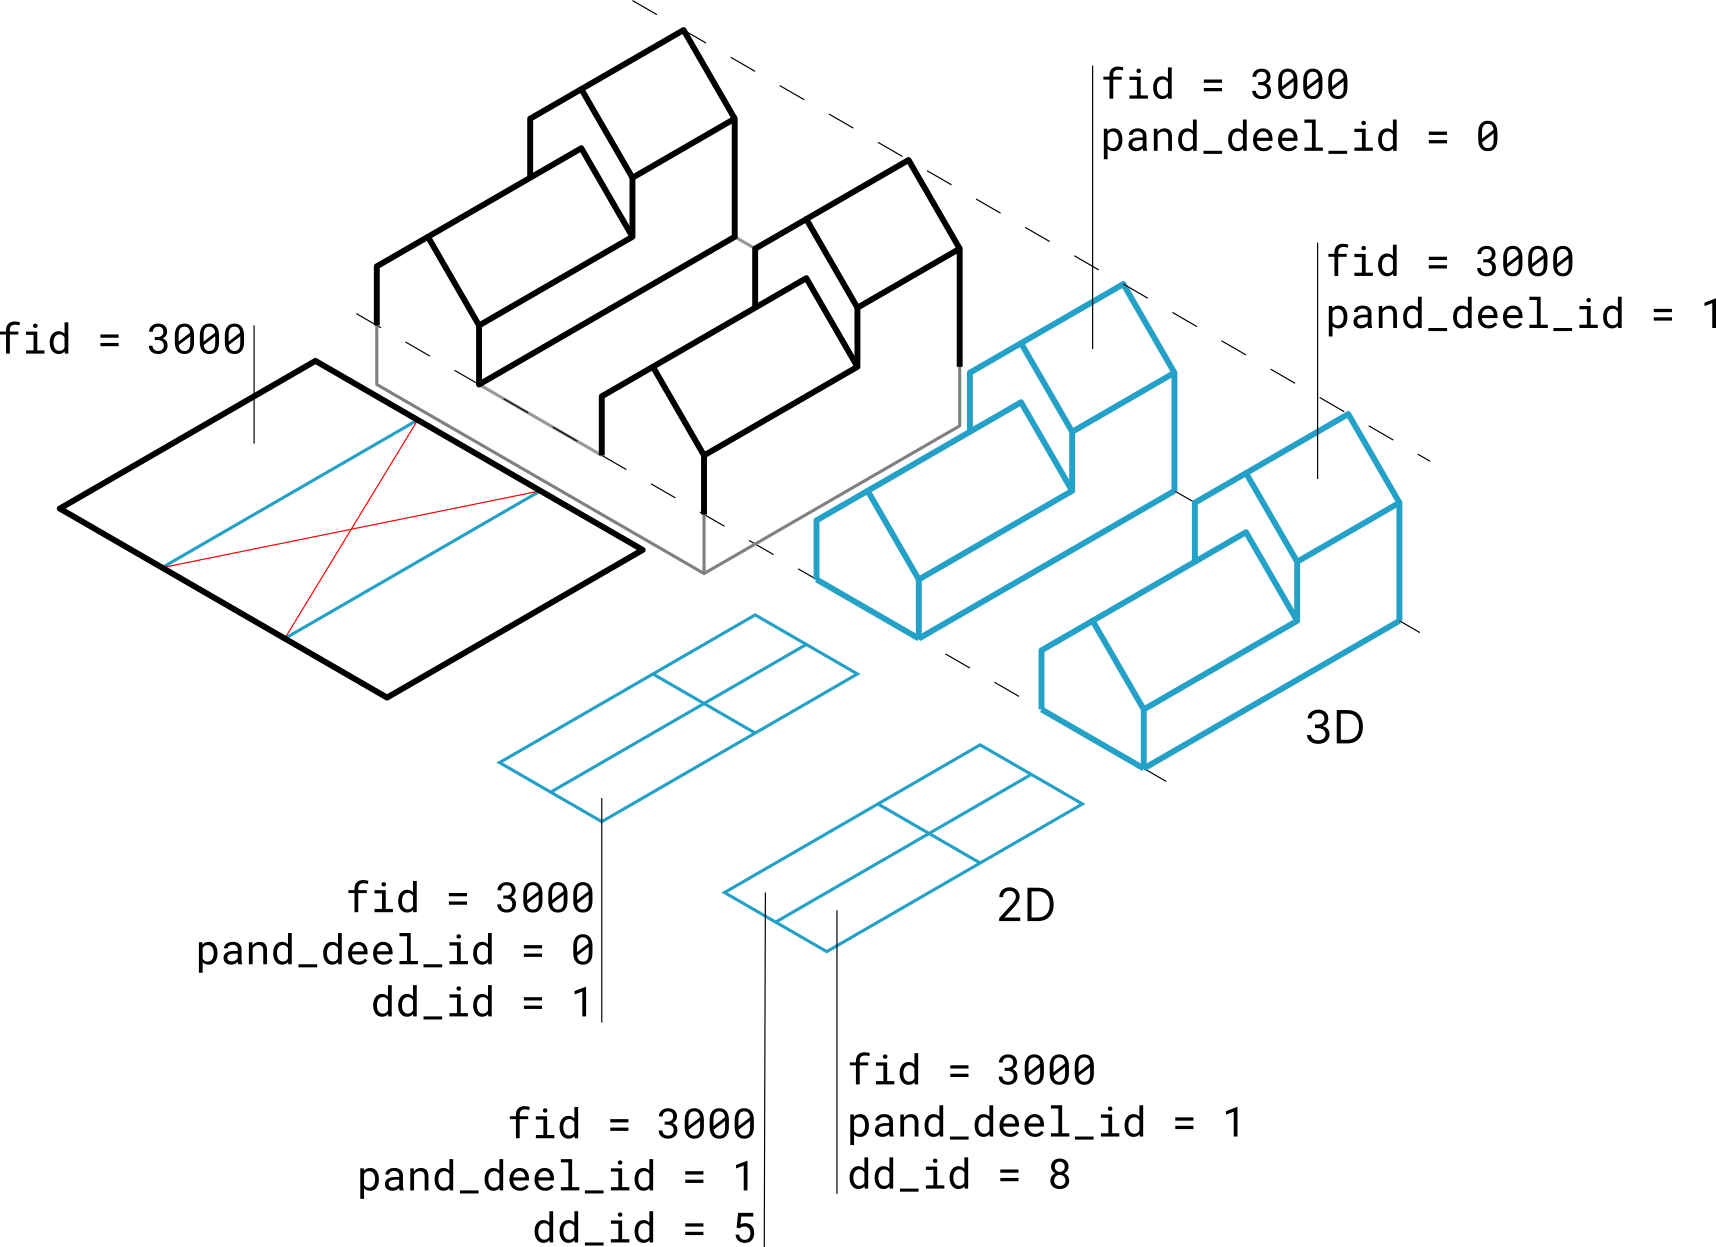 fid = 3000
pand_deel_id = 0
fid = 3000
pand_deel_id = 1
fid = 3000
3D
fid = 3000
pand_deel_id = 0
dd_id = 1
2D
fid = 3000
pand_deel_id = 1
dd_id = 8
fid = 3000
pand_deel_id = 1
dd_id = 5